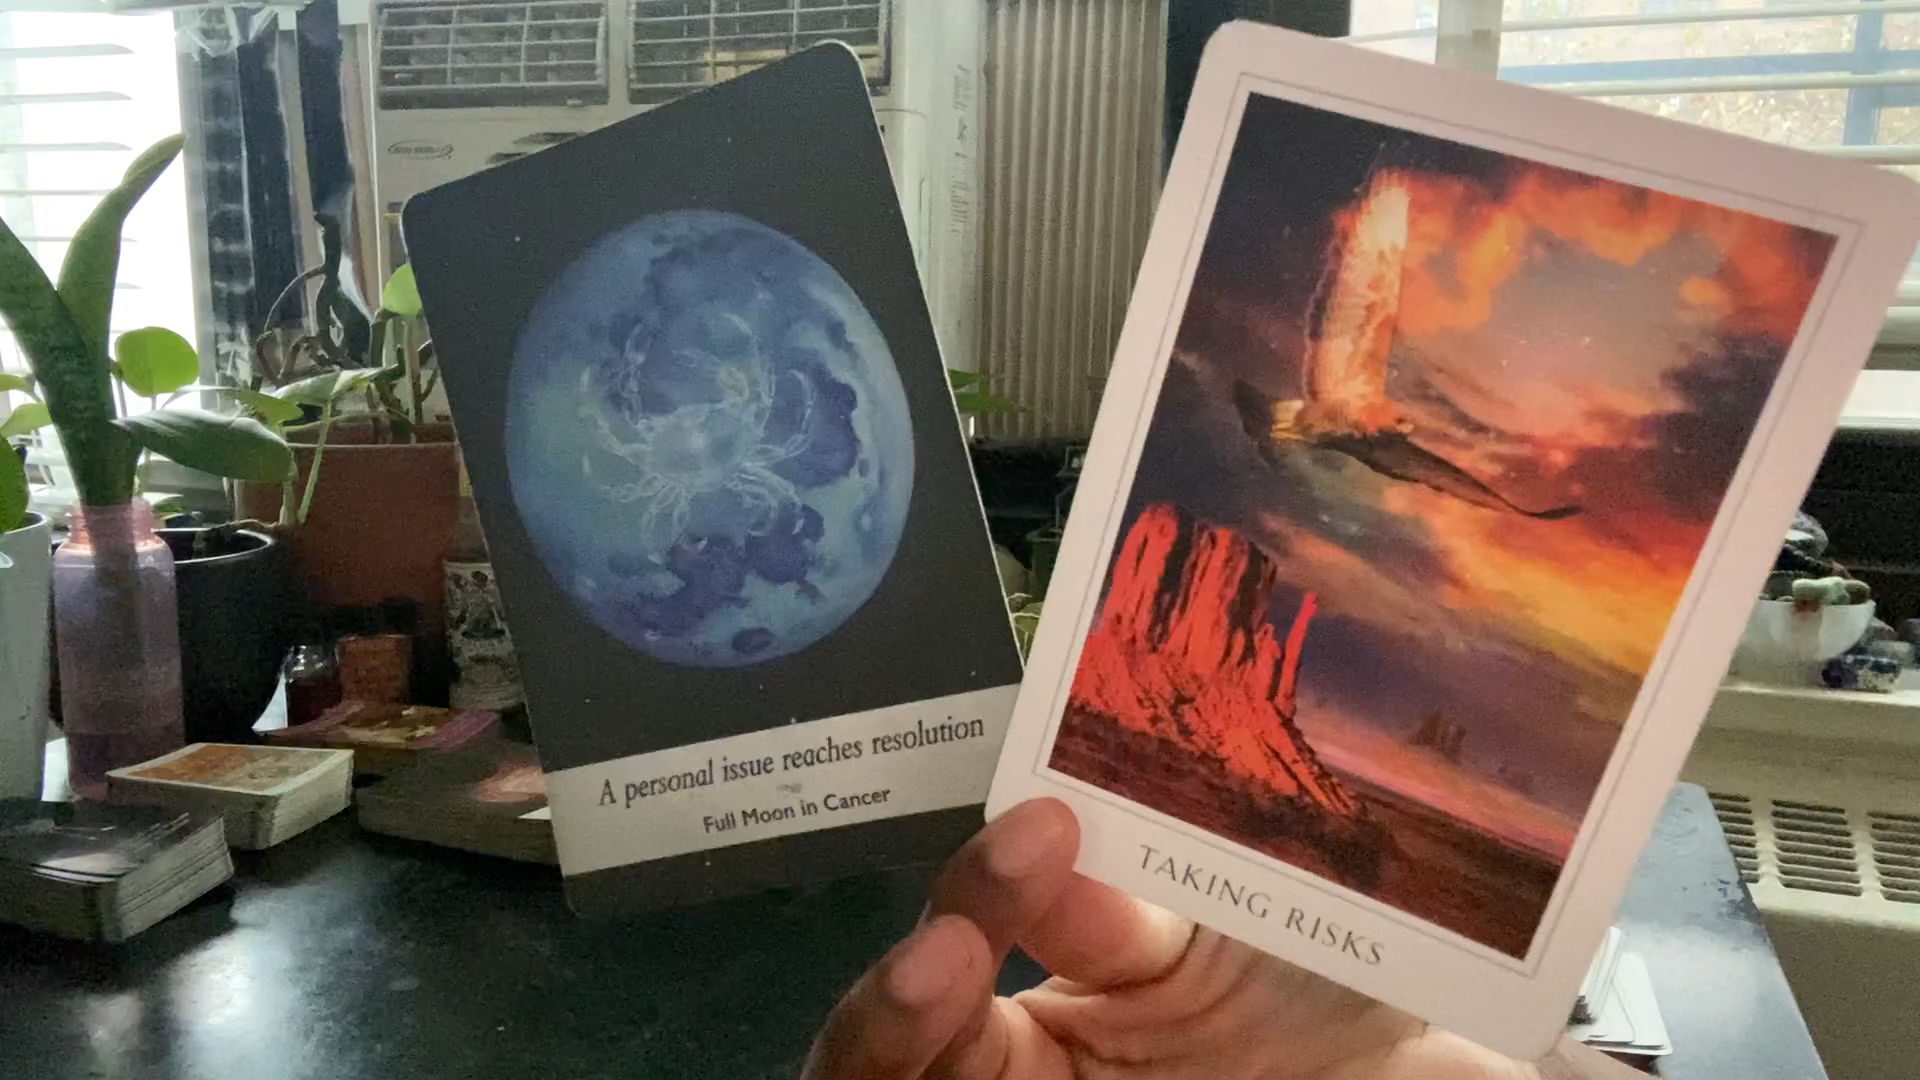 A personal issue reaches resolution
Full Moon in Cancer
TAKING RISKS